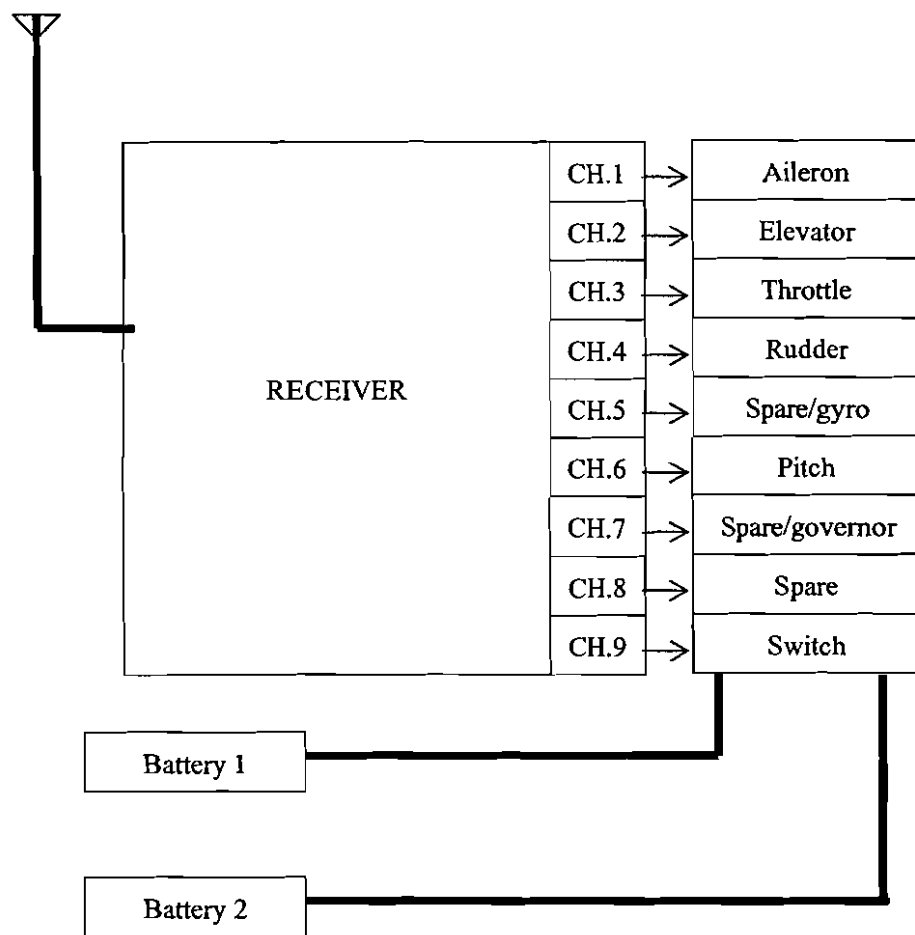 CH.1 Aileron
CH.2 Elevator
CH.3 Throttle
CH.4 Rudder
RECEIVER
CH.5 Spare/gyro
CH.6 Pitch
CH.7 Spare/governor
CH.8 Spare
CH.9 Switch
Battery 1
Battery 2